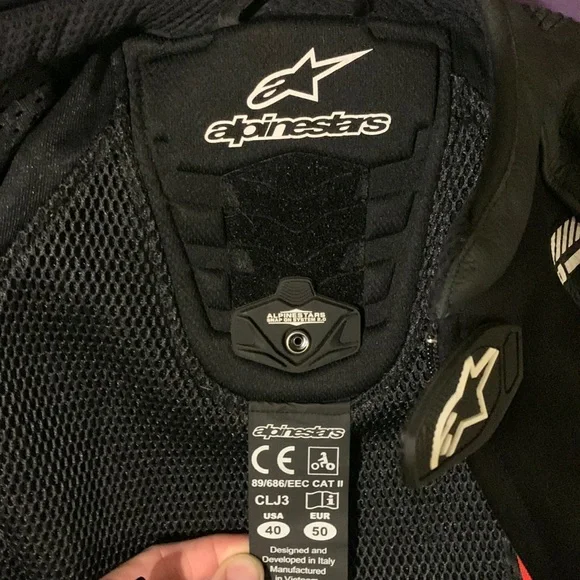 alpinestars
ALPINESTARS
alpinestars
CE
89/686/EEC CAT II
CLJ3
USA EUR
40 50
Designed and
Developed in Italy
Manufactured
in Vietnam